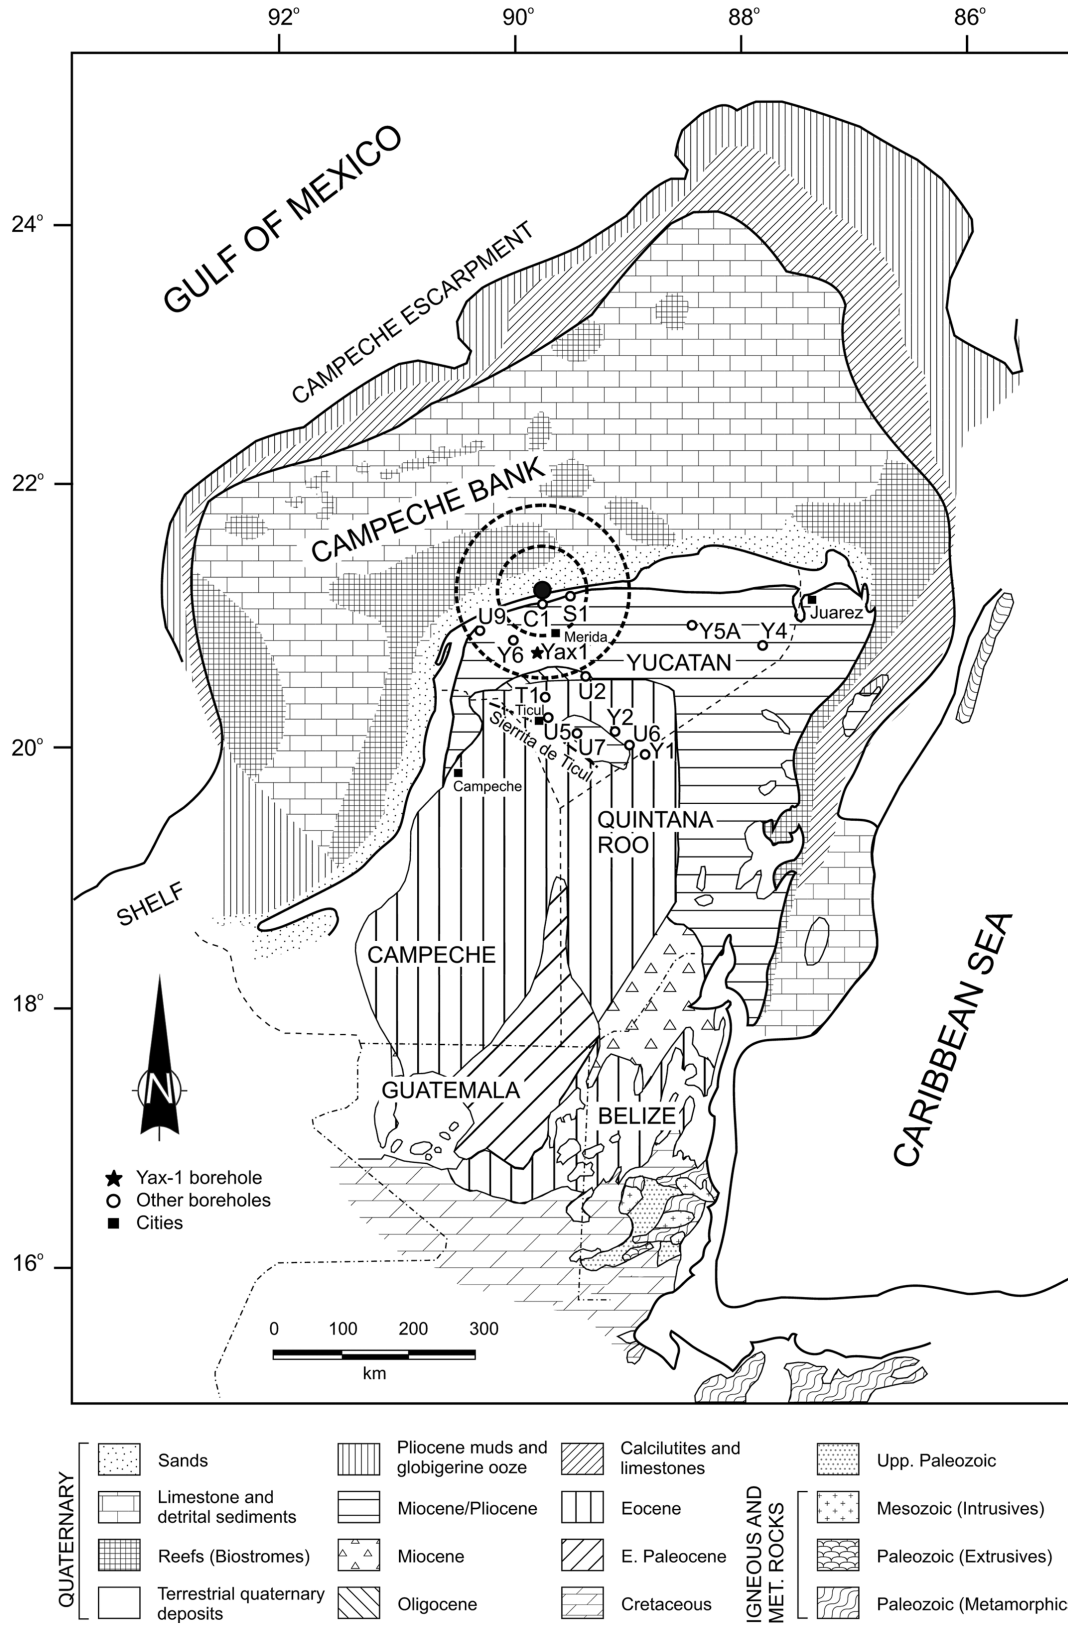 92°
90°
88°
86°
24°
22°
20°
18°
16°
GULF OF MEXICO
CAMPECHE ESCARPMENT
CAMPECHE BANK
U9
C1
S1
Merida
Y6
Yax1
Y5A
Y4
Juarez
YUCATAN
U2
T1
Ticul
U5
U7
Y2
U6
Y1
Sierrita de Ticul
Campeche
QUINTANA
ROO
SHELF
CAMPECHE
GUATEMALA
BELIZE
CARIBBEAN SEA
N
Yax-1 borehole
Other boreholes
Cities
0 100 200 300
km
QUATERNARY
Sands
Limestone and
detrital sediments
Reefs (Biostromes)
Terrestrial quaternary
deposits
Pliocene muds and
globigerine ooze
Miocene/Pliocene
Miocene
Oligocene
Calcilutites and
limestones
Eocene
E. Paleocene
Cretaceous
IGNEOUS AND
MET. ROCKS
Upp. Paleozoic
Mesozoic (Intrusives)
Paleozoic (Extrusives)
Paleozoic (Metamorphic